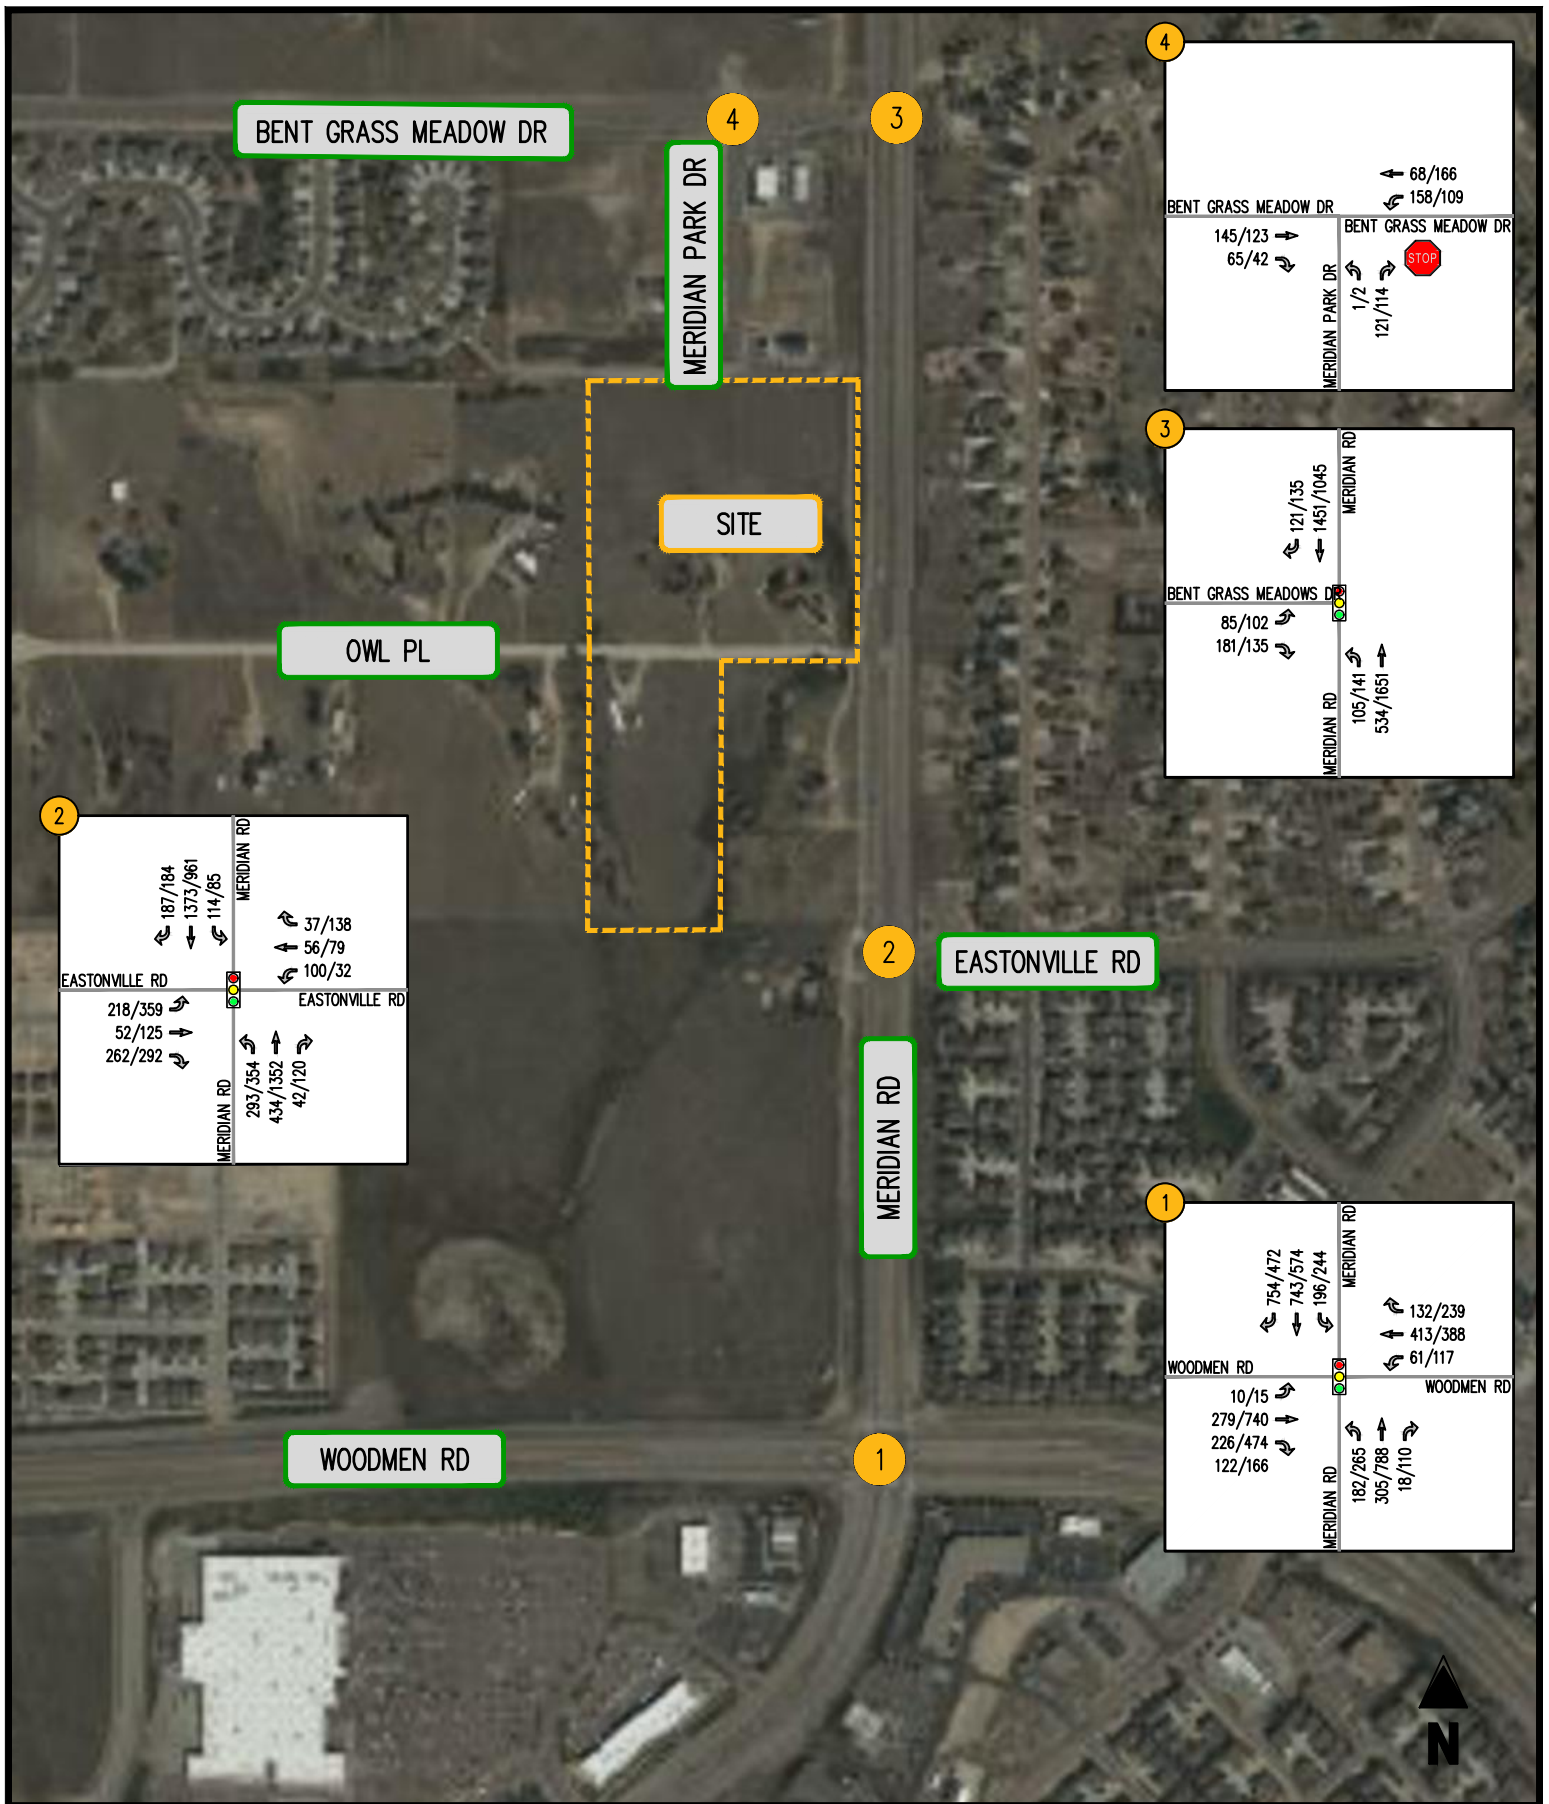 BENT GRASS MEADOW DR
4
3
MERIDIAN PARK DR
SITE
OWL PL
2
EASTONVILLE RD
MERIDIAN RD
WOODMEN RD
1
N
4
68/166
158/109
BENT GRASS MEADOW DR
BENT GRASS MEADOW DR
145/123
65/42
STOP
MERIDIAN PARK DR
1/2
121/114
3
121/135
1451/1045
MERIDIAN RD
BENT GRASS MEADOWS DR
85/102
181/135
MERIDIAN RD
105/141
534/1651
2
187/184
1373/961
114/85
MERIDIAN RD
37/138
56/79
100/32
EASTONVILLE RD
EASTONVILLE RD
218/359
52/125
262/292
MERIDIAN RD
293/354
434/1352
42/120
1
754/472
743/574
196/244
MERIDIAN RD
132/239
413/388
61/117
WOODMEN RD
WOODMEN RD
10/15
279/740
226/474
122/166
MERIDIAN RD
182/265
305/788
18/110